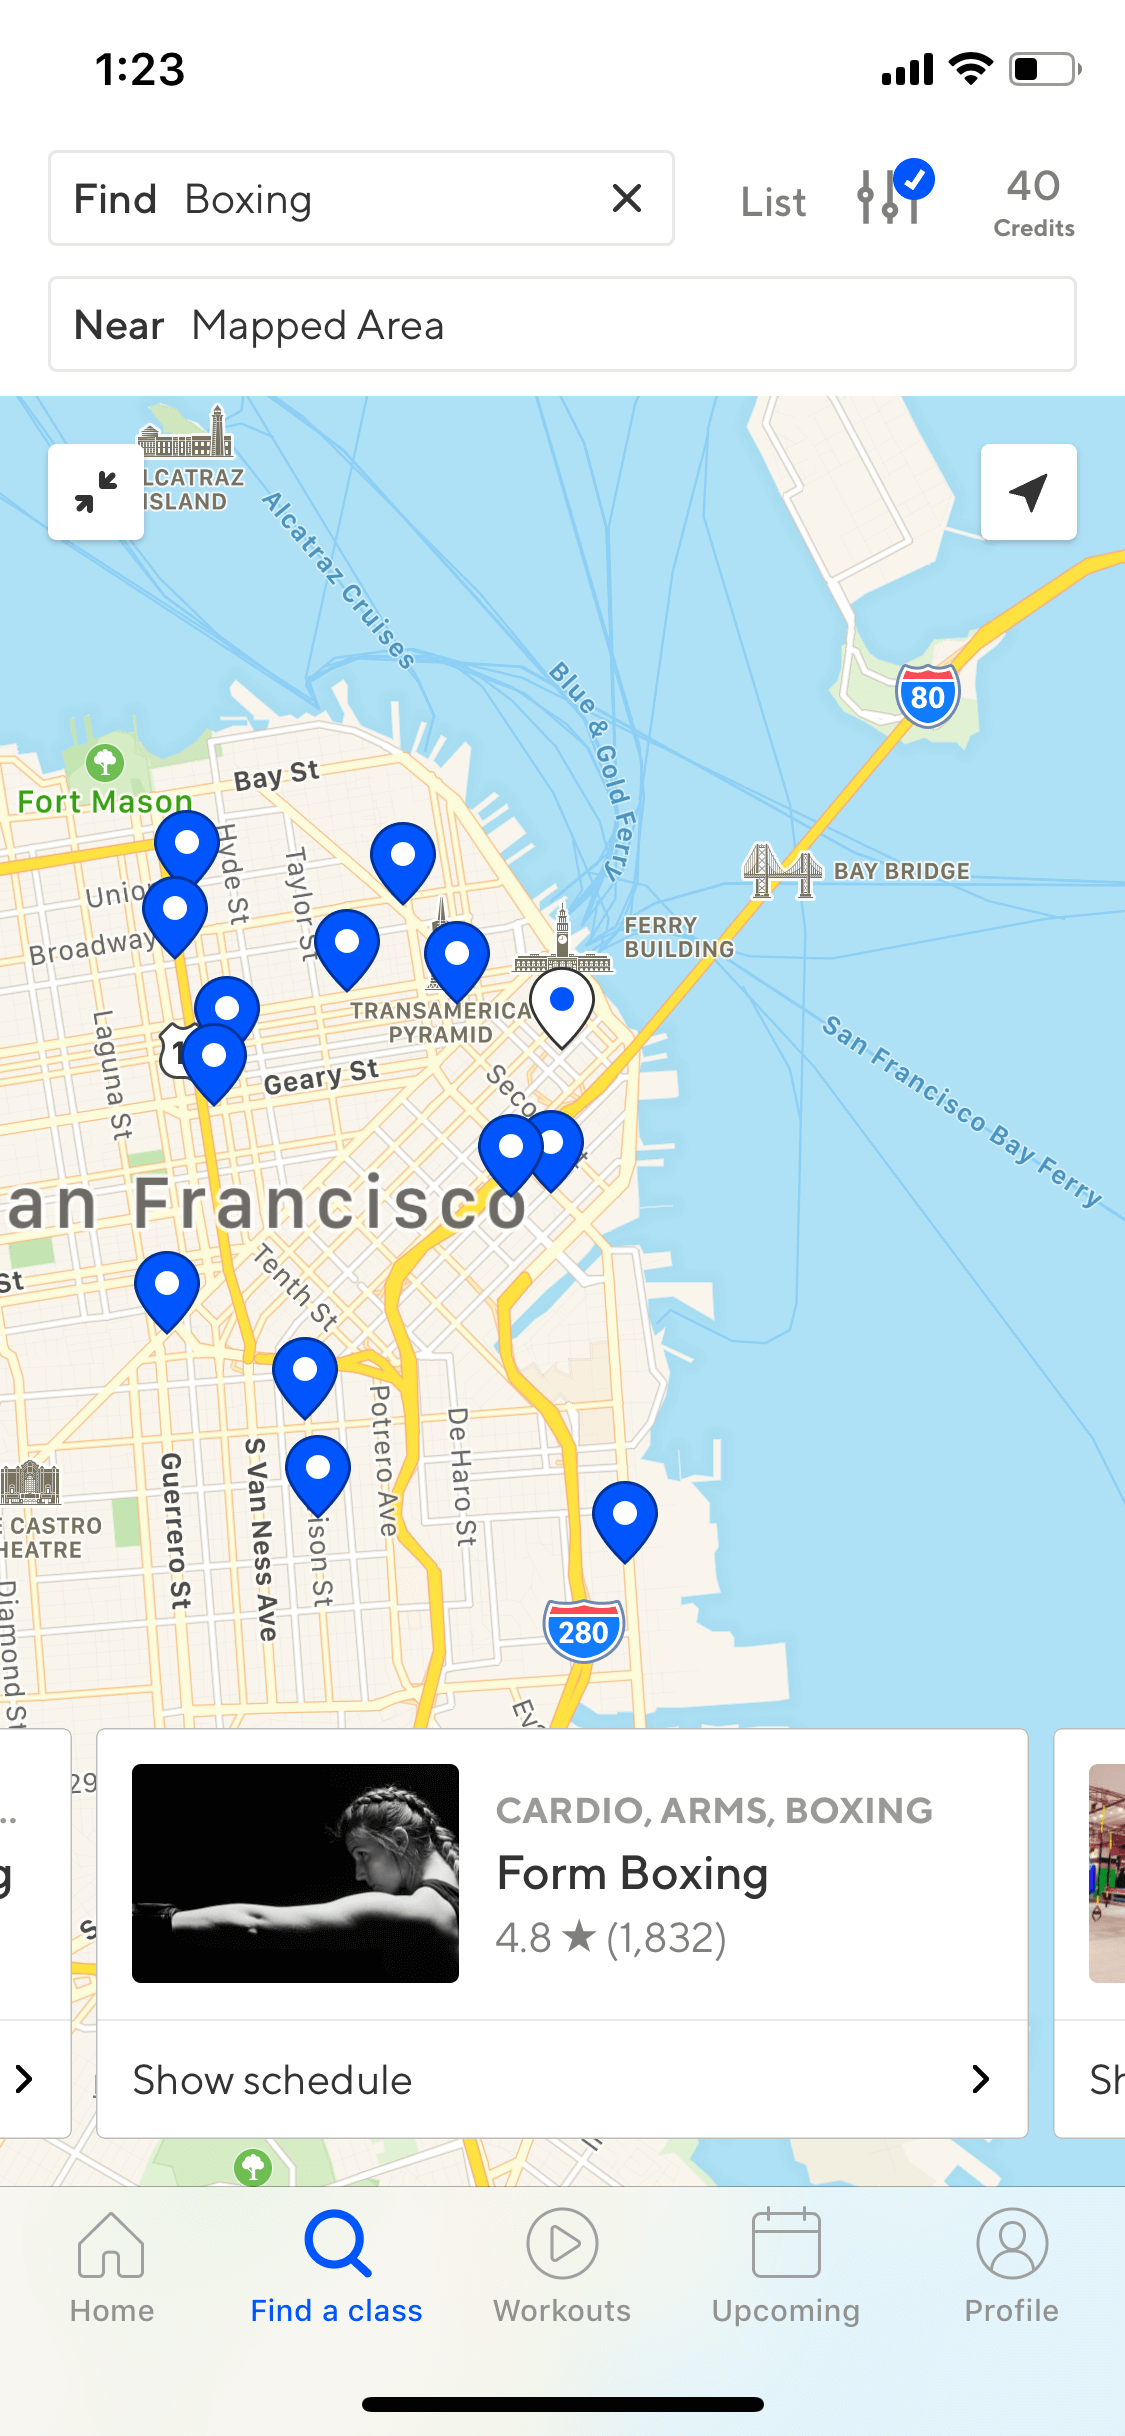 1:23
Find Boxing
List
40
Credits
Near Mapped Area
LCATRAZ
ISLAND
Alcatraz Cruises
Blue & Gold Ferry
80
Bay St
Fort Mason
Hyde St
Taylor St
Unio
Broadway
BAY BRIDGE
FERRY
BUILDING
TRANSAMERICA
PYRAMID
San Francisco Bay Ferry
1
Laguna St
Geary St
Seco
an Francisco
St
Tenth St
Potrero Ave
De Haro St
Guerrero St
S Van Ness Ave
ison St
E CASTRO
HEATRE
Diamond St
280
Ev
29
CARDIO, ARMS, BOXING
Form Boxing
4.8 ★ (1,832)
g
S
Show schedule
Sh
Home
Find a class
Workouts
Upcoming
Profile